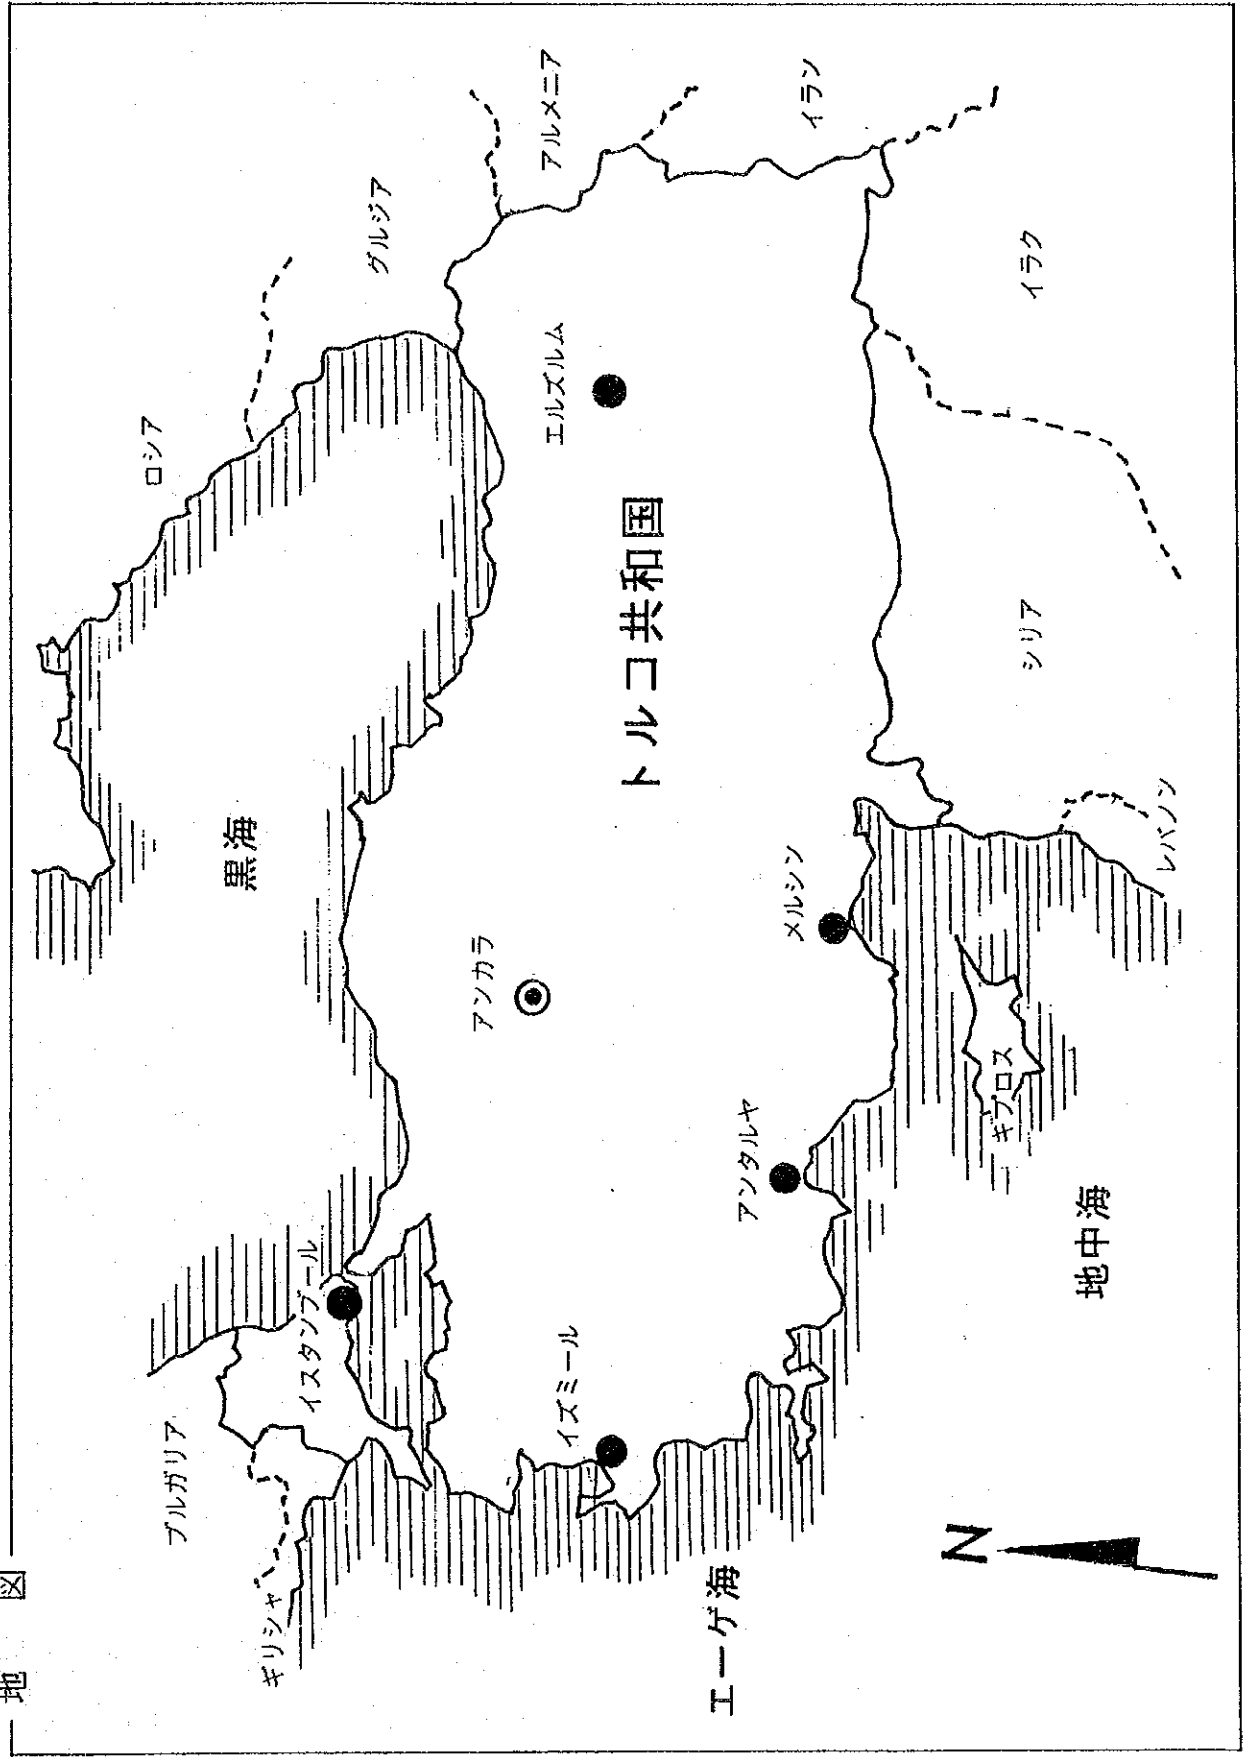 地　図
ロシア
グルジア
アルメニア
イラン
ブルガリア
黒海
イスタンブール
ギリシャ
アンカラ
エルズルム
トルコ共和国
イズミール
エーゲ海
アンタルヤ
メルシン
イラク
シリア
キプロス
レバノン
地中海
N